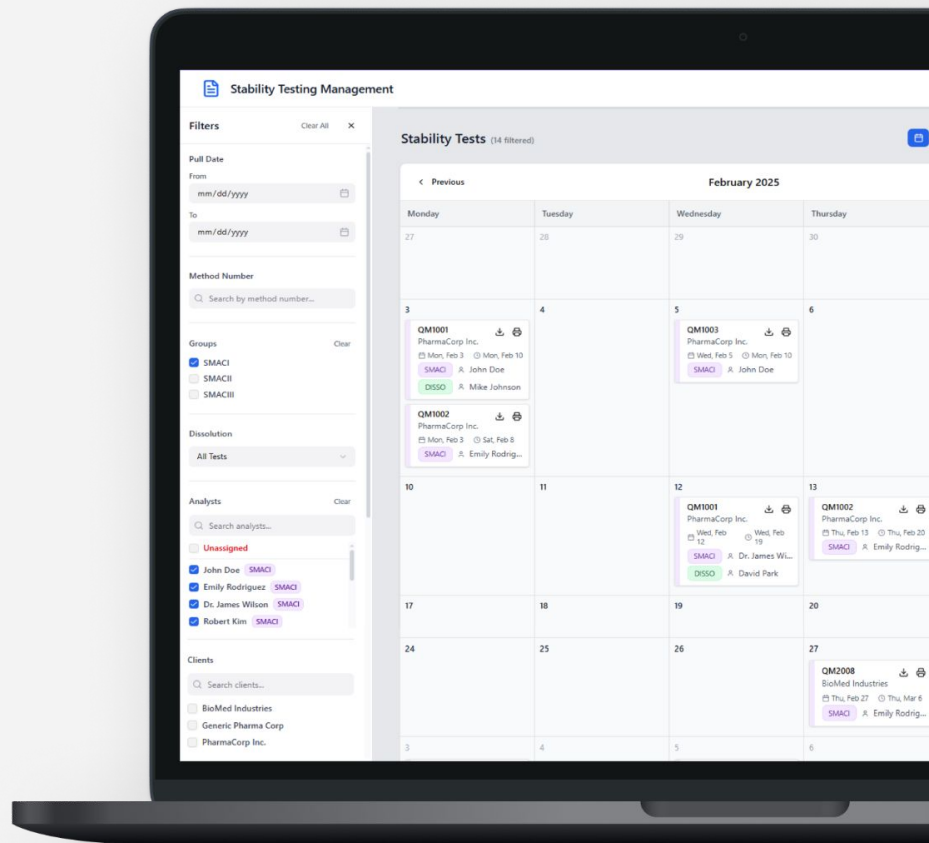 Stability Testing Management
Filters Clear All
Pull Date
From
mm/dd/yyyy
To
mm/dd/yyyy
Method Number
Search by method number...
Groups Clear
SMACI
SMACII
SMACIII
Dissolution
All Tests
Analysts Clear
Search analysts...
Unassigned
John Doe SMACI
Emily Rodriguez SMACI
Dr. James Wilson SMACI
Robert Kim SMACI
Clients
Search clients...
BioMed Industries
Generic Pharma Corp
PharmaCorp Inc.
Stability Tests (14 filtered)
Previous February 2025
Monday Tuesday Wednesday Thursday
27 28 29 30
3 4 5 6
QM1001
PharmaCorp Inc.
Mon, Feb 3 Mon, Feb 10
SMACI John Doe
DISSO Mike Johnson
QM1002
PharmaCorp Inc.
Mon, Feb 3 Sat, Feb 8
SMACI Emily Rodrig...
QM1003
PharmaCorp Inc.
Wed, Feb 5 Mon, Feb 10
SMACI John Doe
10 11 12 13
QM1001
PharmaCorp Inc.
Wed, Feb 12 Wed, Feb 19
SMACI Dr. James Wi...
DISSO David Park
QM1002
PharmaCorp Inc.
Thu, Feb 13 Thu, Feb 20
SMACI Emily Rodrig...
17 18 19 20
24 25 26 27
QM2008
BioMed Industries
Thu, Feb 27 Thu, Mar 6
SMACI Emily Rodrig...
3 4 5 6